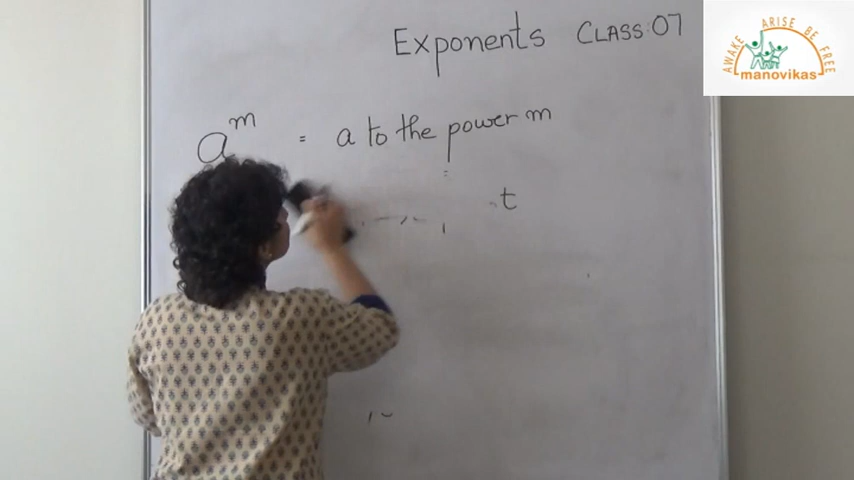 Exponents CLASS:07
AWAKE ARISE BE FREE
manovikas
a^m = a to the power m
t